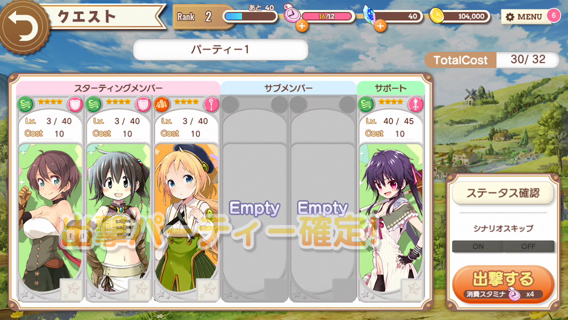 クエスト
Rank 2
あと 40
16/12
40
104,000
MENU 6
パーティー1
TotalCost 30/32
スターティングメンバー
サブメンバー
サポート
Lv. 3/40
Cost 10
Lv. 3/40
Cost 10
Lv. 3/40
Cost 10
Lv. 40/45
Cost 10
Empty
Empty
出撃パーティー確定!
ステータス確認
シナリオスキップ
ON OFF
出撃する
消費スタミナ x4